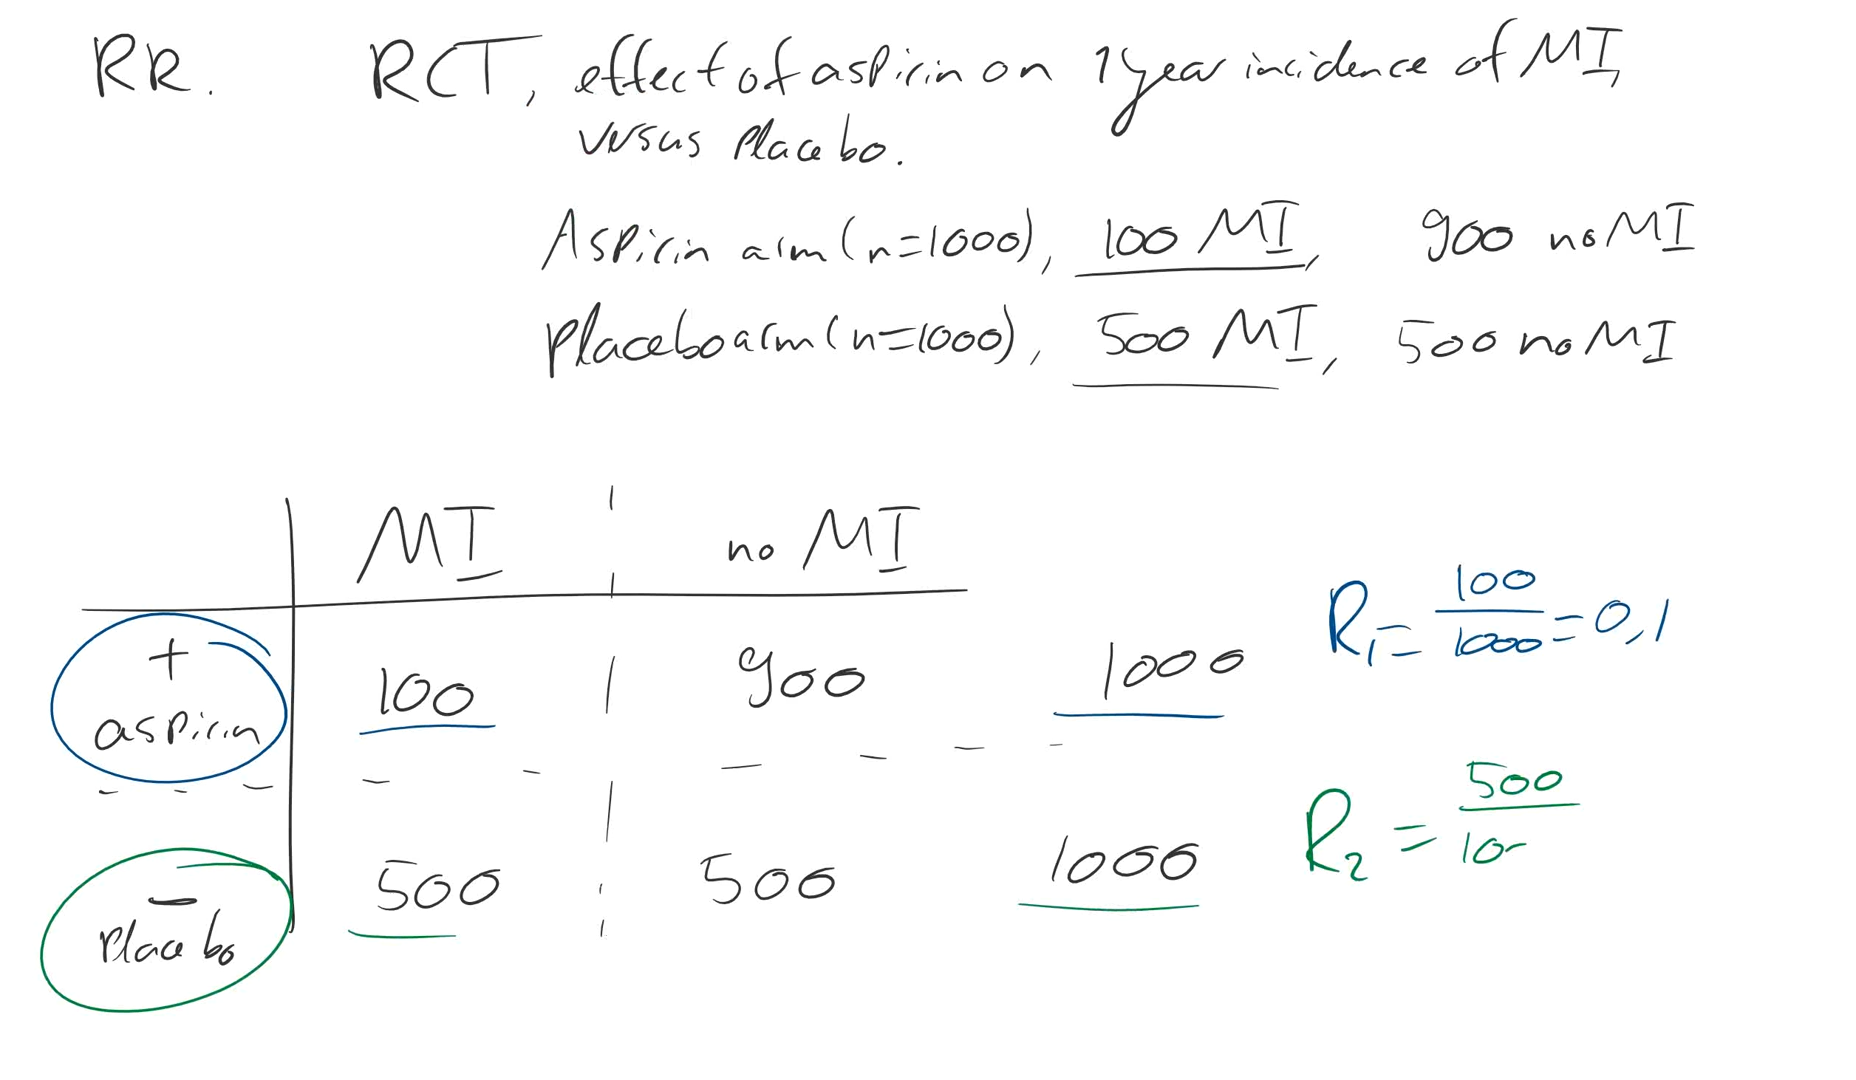 RR. RCT, effect of aspirin on 1 year incidence of MI,
versus placebo.
Aspirin arm (n=1000), 100 MI, 900 no MI
placebo arm (n=1000), 500 MI, 500 no MI
MI no MI
+
aspirin 100 900 1000 R1 = 100/1000 = 0,1
500 500 1000 R2 = 500/100
-
placebo